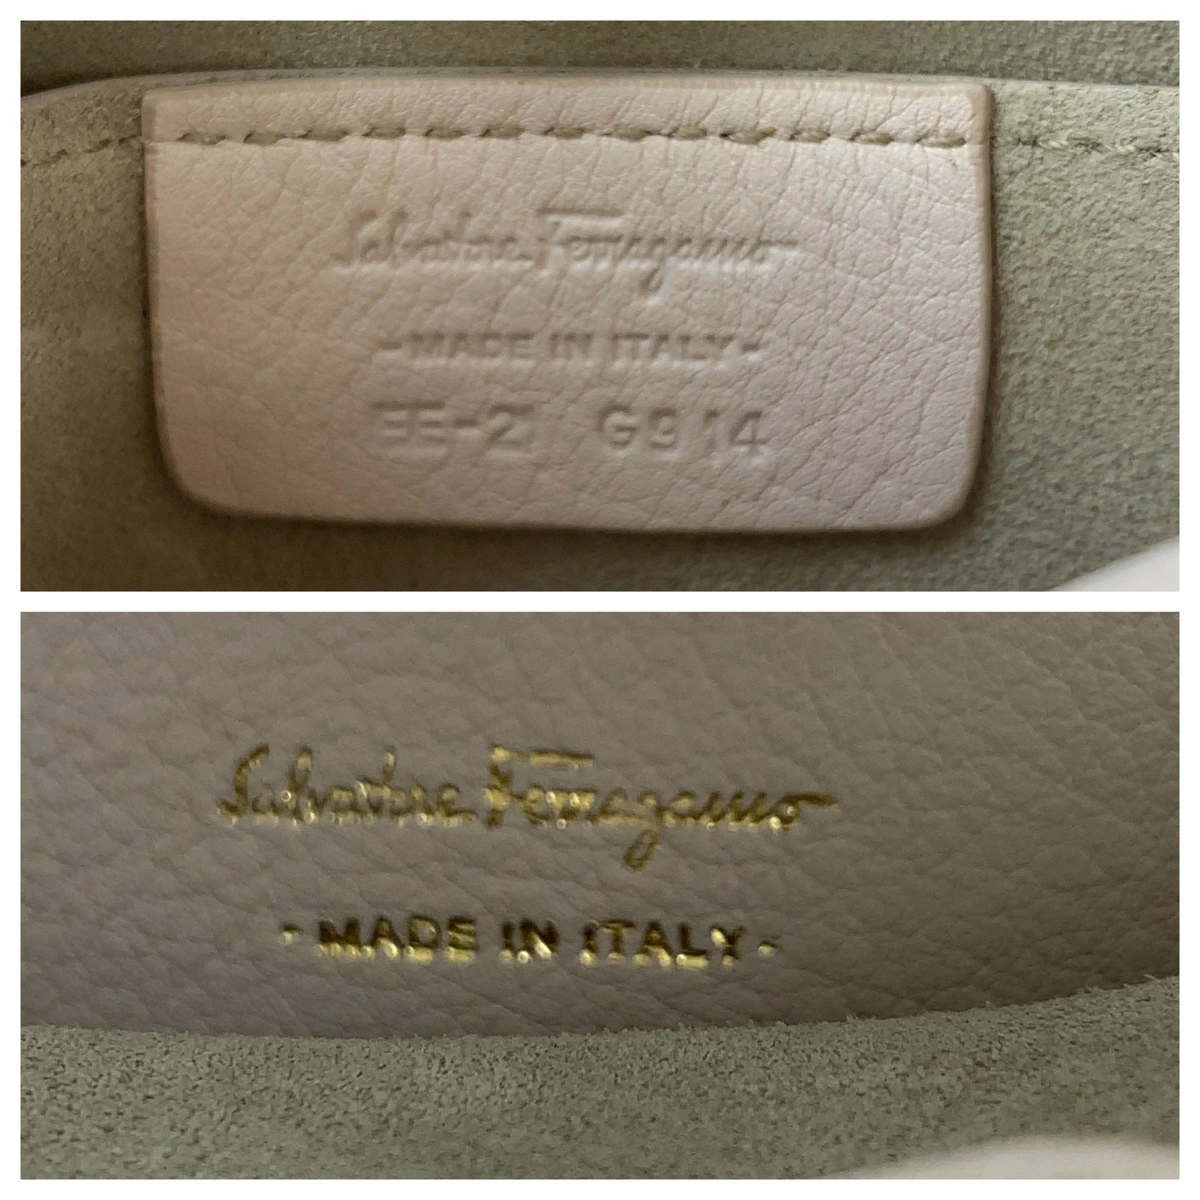 Salvatore Ferragamo
-MADE IN ITALY-
EE-21 G914
Salvatore Ferragamo
- MADE IN ITALY -